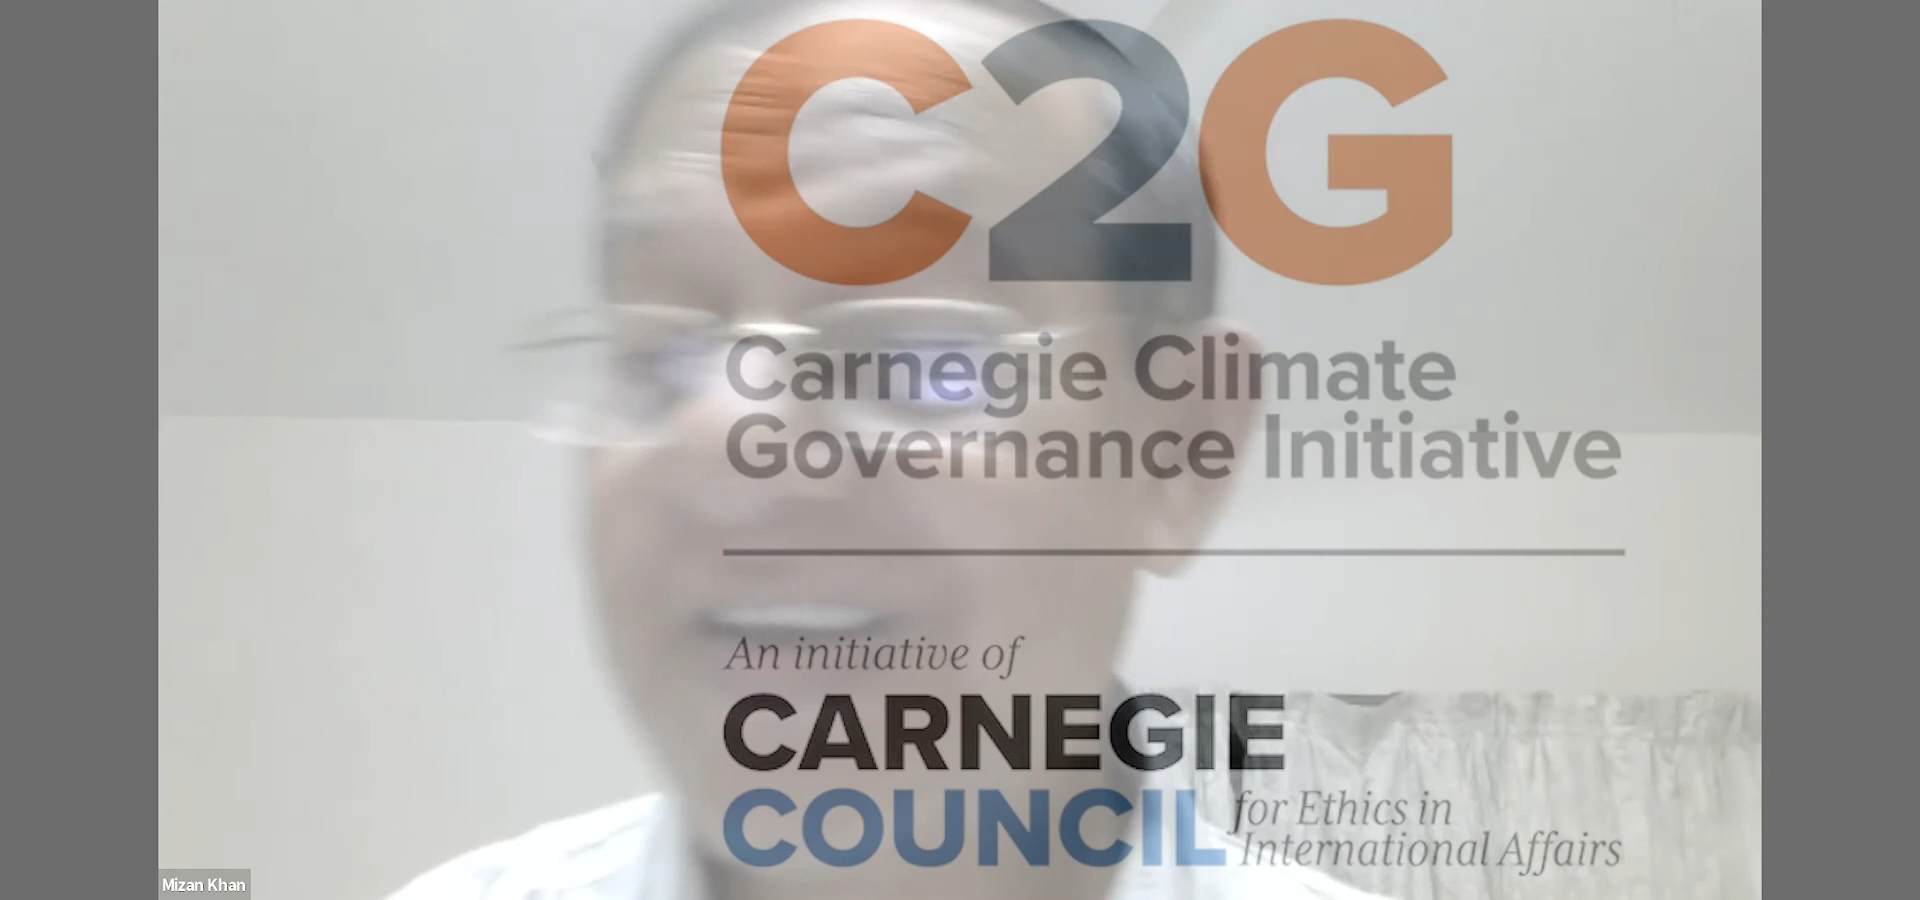 C2G
Carnegie Climate
Governance Initiative
An initiative of
CARNEGIE
COUNCIL for Ethics in
International Affairs
Mizan Khan